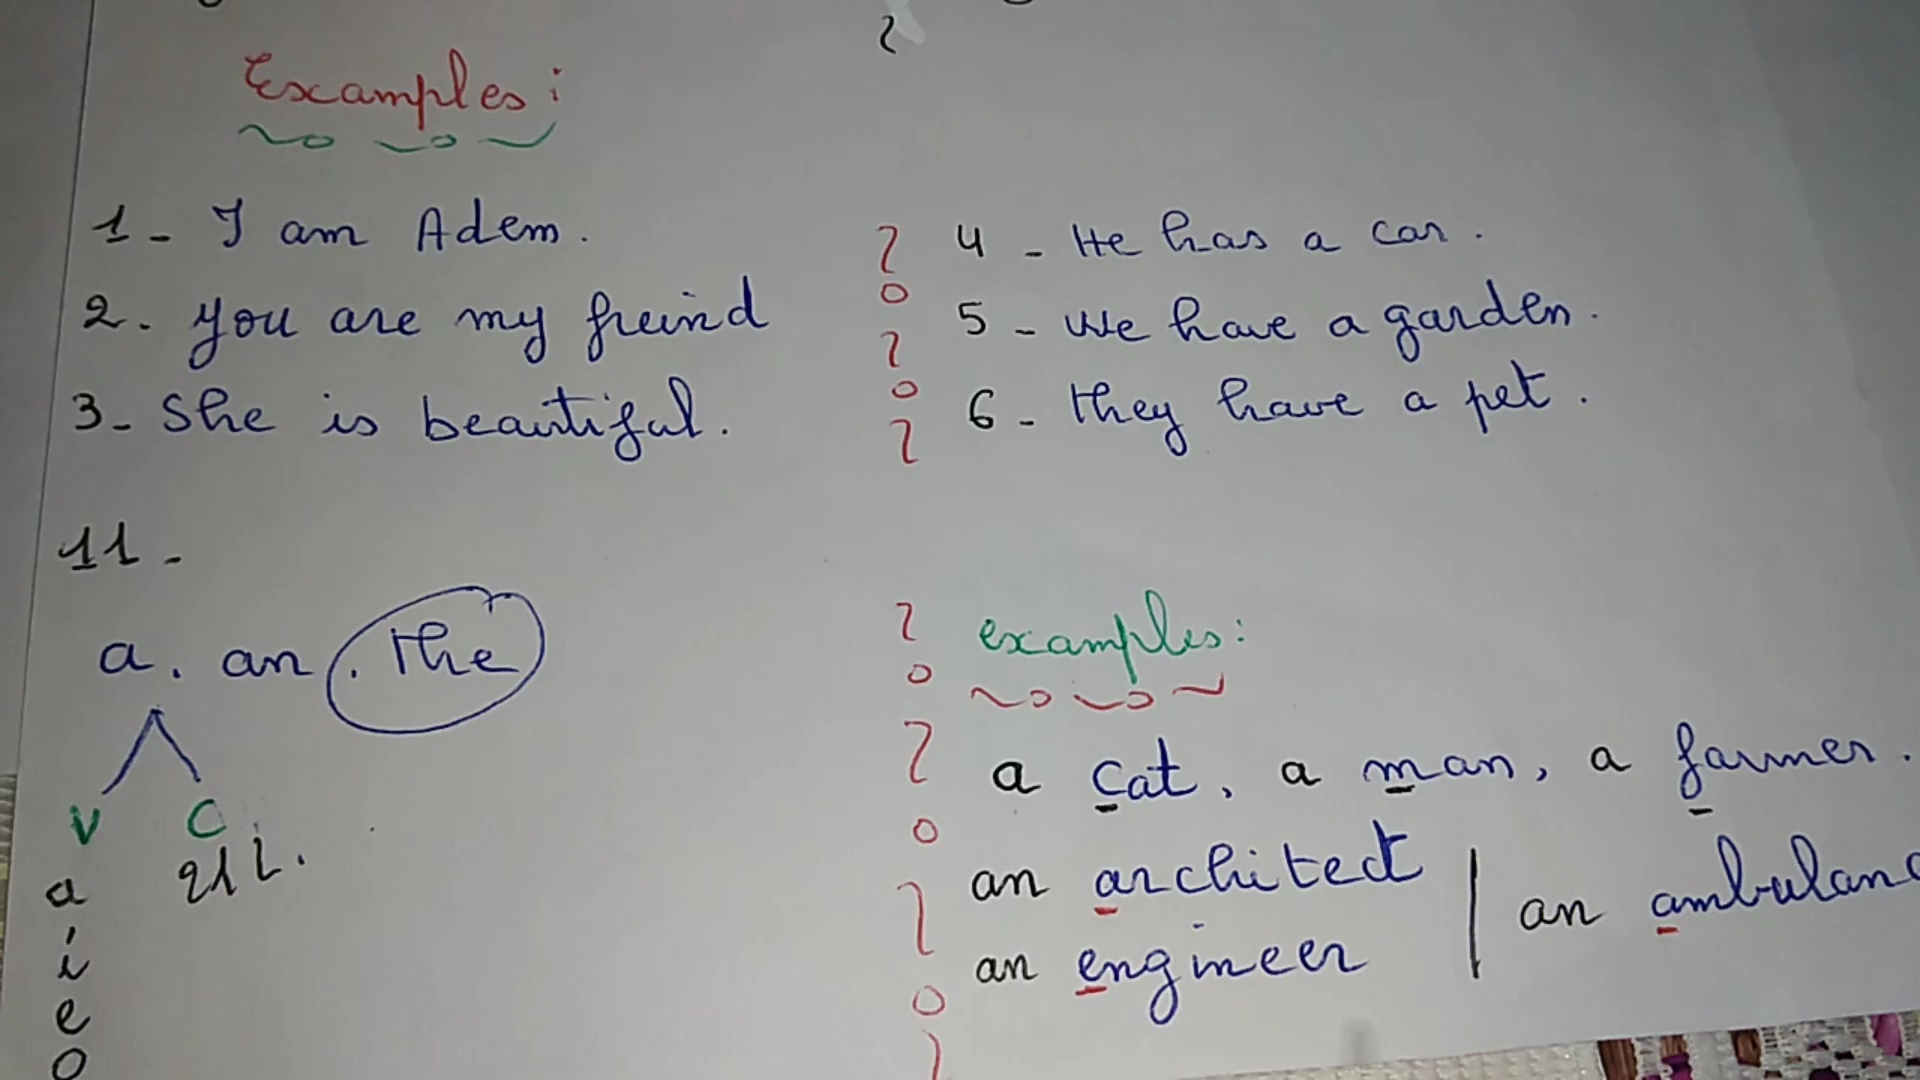 Examples:
1- I am Adem.
2. you are my freind
3- She is beautiful.
4 - He has a car.
5 - We have a garden.
6 - they have a pet.
11-
a. an. the
V C
a
i
e
o
examples:
a cat, a man, a farmer.
an architect | an ambulanc
an engineer